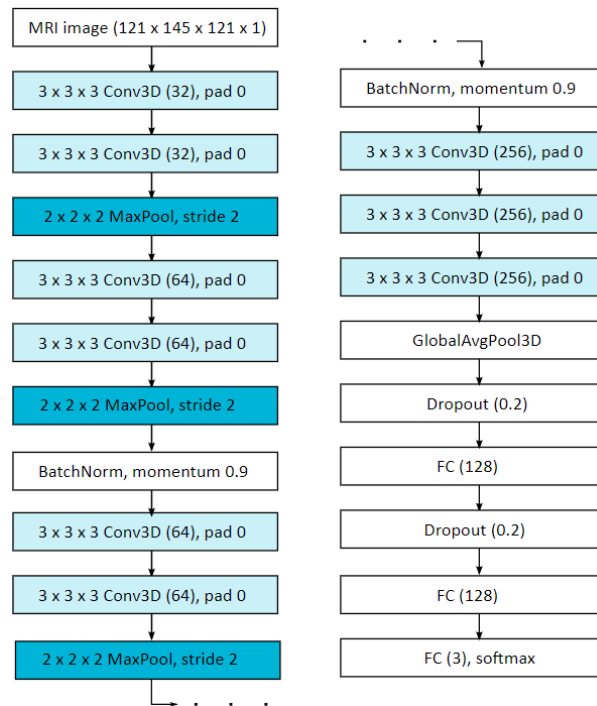 MRI image (121 x 145 x 121 x 1)
3 x 3 x 3 Conv3D (32), pad 0
3 x 3 x 3 Conv3D (32), pad 0
2 x 2 x 2 MaxPool, stride 2
3 x 3 x 3 Conv3D (64), pad 0
3 x 3 x 3 Conv3D (64), pad 0
2 x 2 x 2 MaxPool, stride 2
BatchNorm, momentum 0.9
3 x 3 x 3 Conv3D (64), pad 0
3 x 3 x 3 Conv3D (64), pad 0
2 x 2 x 2 MaxPool, stride 2
. . .
. . .
BatchNorm, momentum 0.9
3 x 3 x 3 Conv3D (256), pad 0
3 x 3 x 3 Conv3D (256), pad 0
3 x 3 x 3 Conv3D (256), pad 0
GlobalAvgPool3D
Dropout (0.2)
FC (128)
Dropout (0.2)
FC (128)
FC (3), softmax